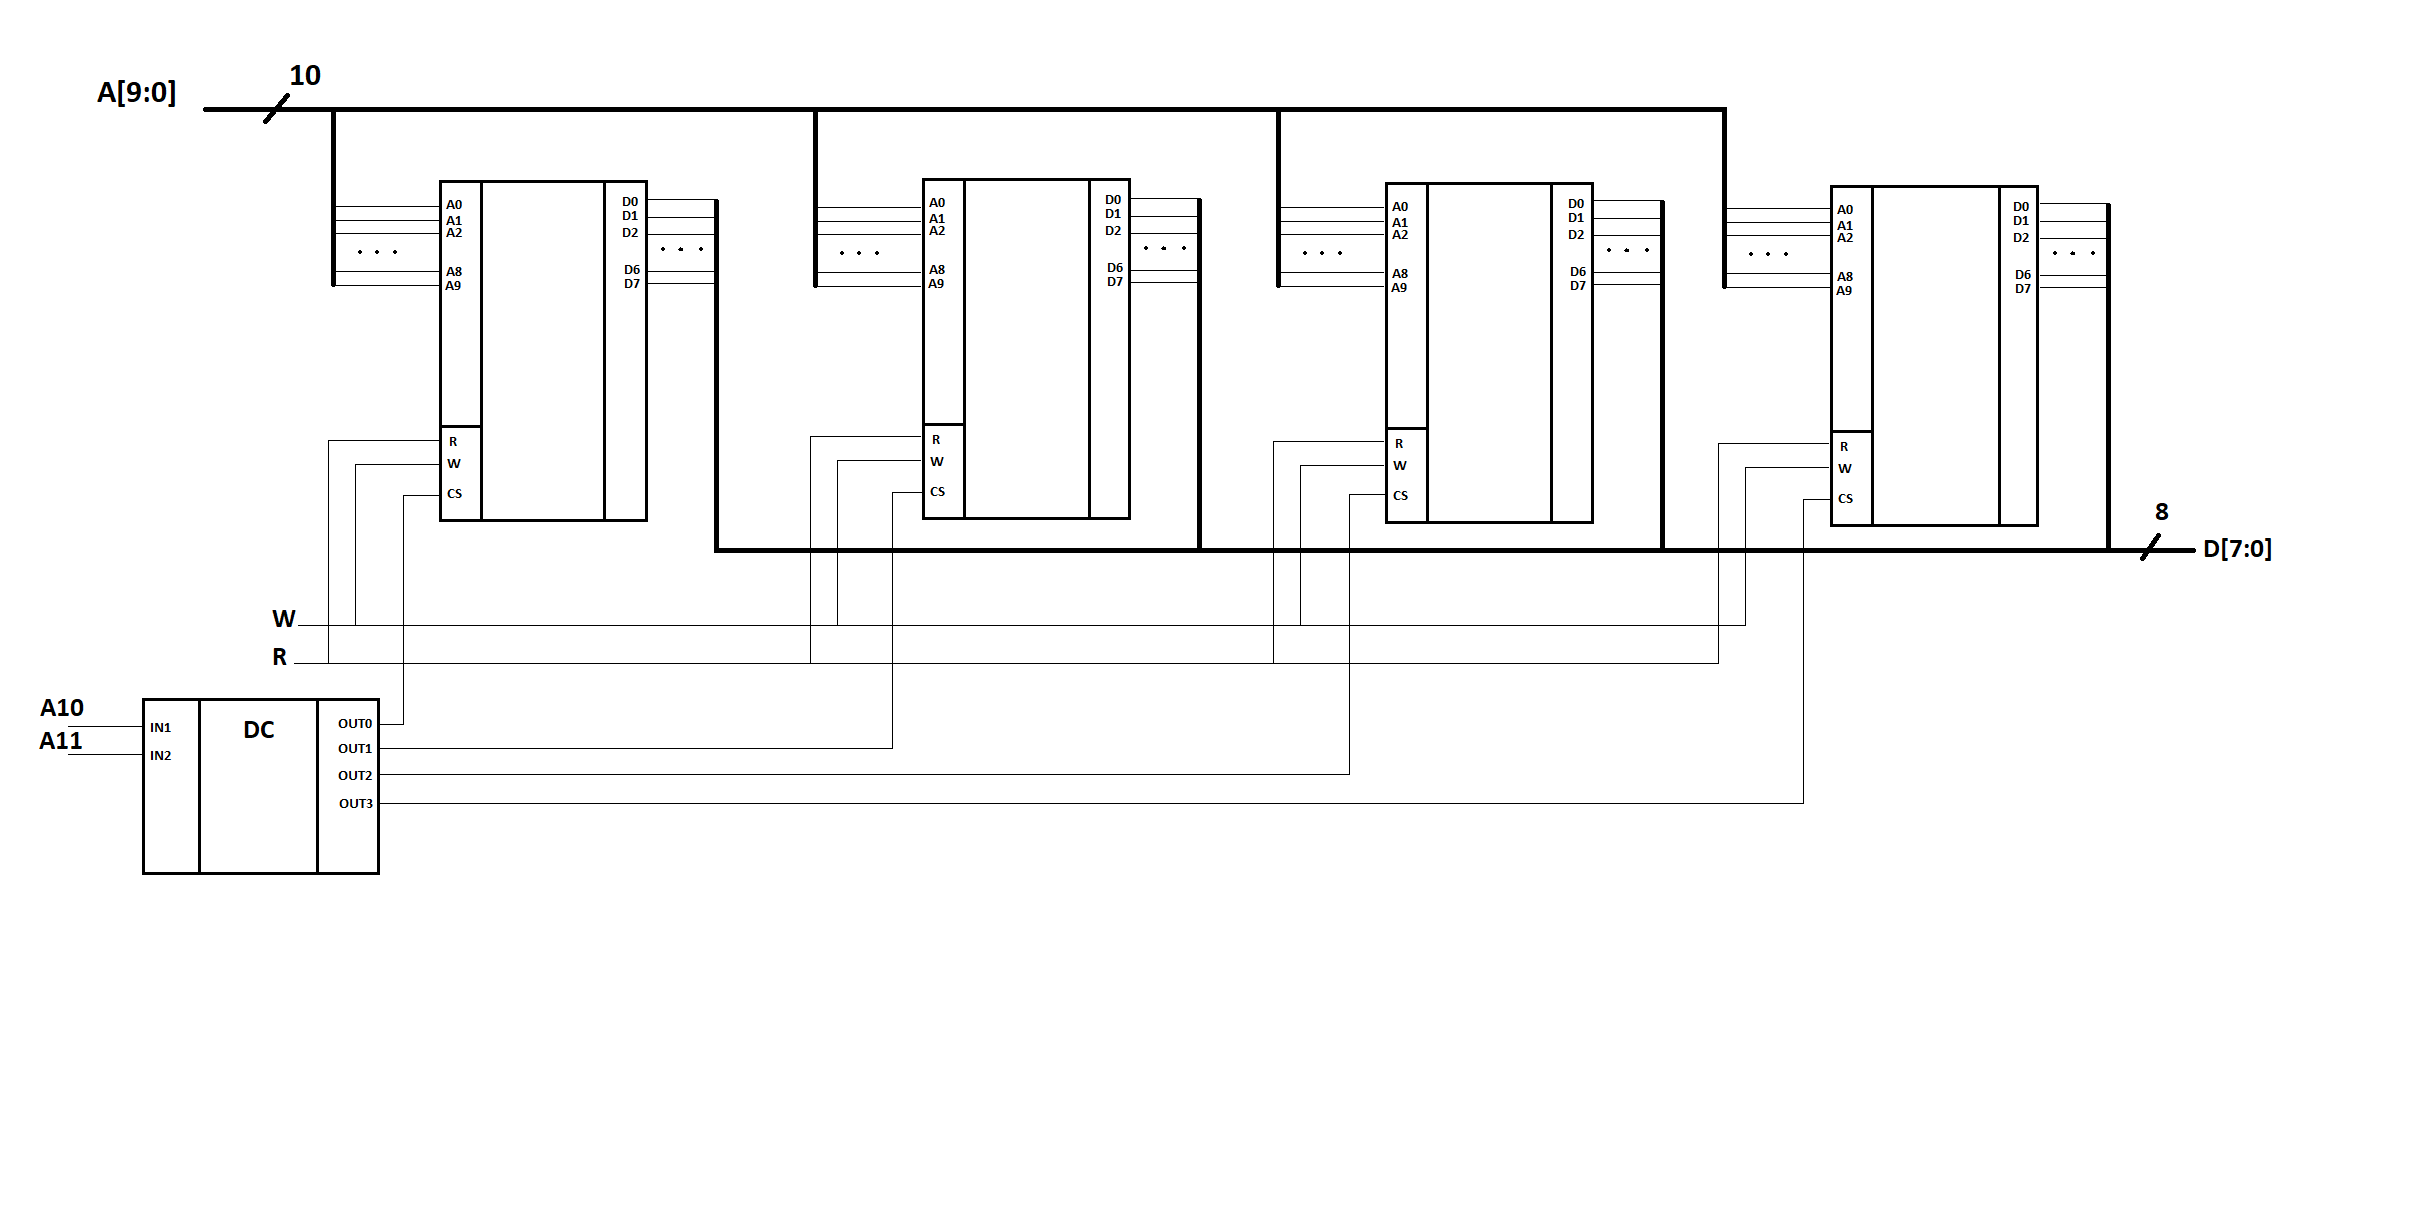 10
A[9:0]
A0
A1
A2
A8
A9
R
W
CS
D0
D1
D2
D6
D7
A0
A1
A2
A8
A9
R
W
CS
D0
D1
D2
D6
D7
A0
A1
A2
A8
A9
R
W
CS
D0
D1
D2
D6
D7
A0
A1
A2
A8
A9
R
W
CS
D0
D1
D2
D6
D7
8
D[7:0]
W
R
A10
A11
IN1
IN2
DC
OUT0
OUT1
OUT2
OUT3